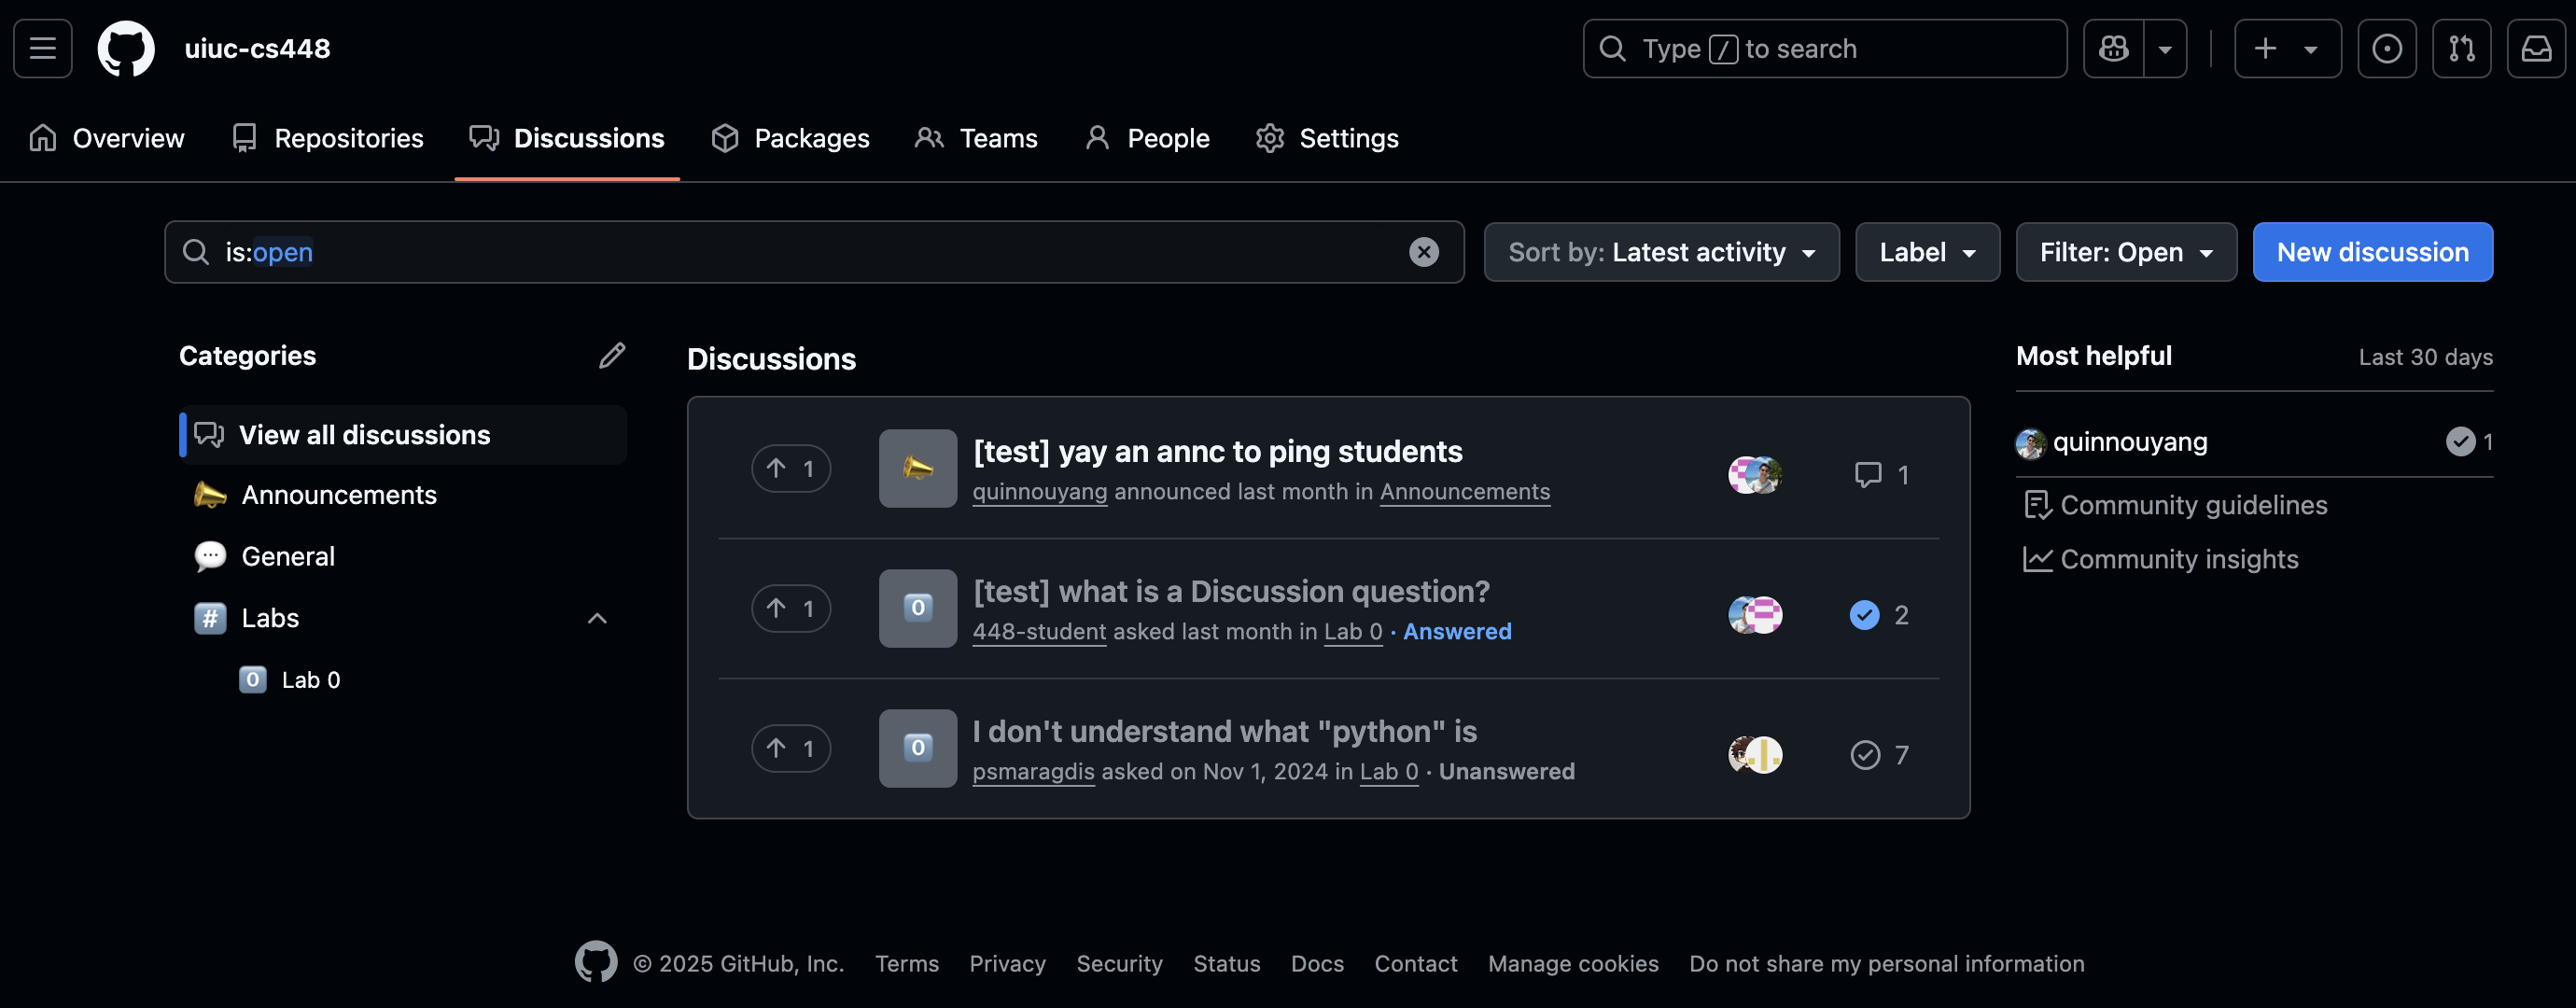 uiuc-cs448
Type / to search
Overview
Repositories
Discussions
Packages
Teams
People
Settings
is:open
Sort by: Latest activity
Label
Filter: Open
New discussion
Categories
View all discussions
Announcements
General
# Labs
0 Lab 0
Discussions
1
[test] yay an annc to ping students
quinnouyang announced last month in Announcements
1
1
0
[test] what is a Discussion question?
448-student asked last month in Lab 0 · Answered
2
1
0
I don't understand what "python" is
psmaragdis asked on Nov 1, 2024 in Lab 0 · Unanswered
7
Most helpful
Last 30 days
quinnouyang
1
Community guidelines
Community insights
© 2025 GitHub, Inc.
Terms
Privacy
Security
Status
Docs
Contact
Manage cookies
Do not share my personal information